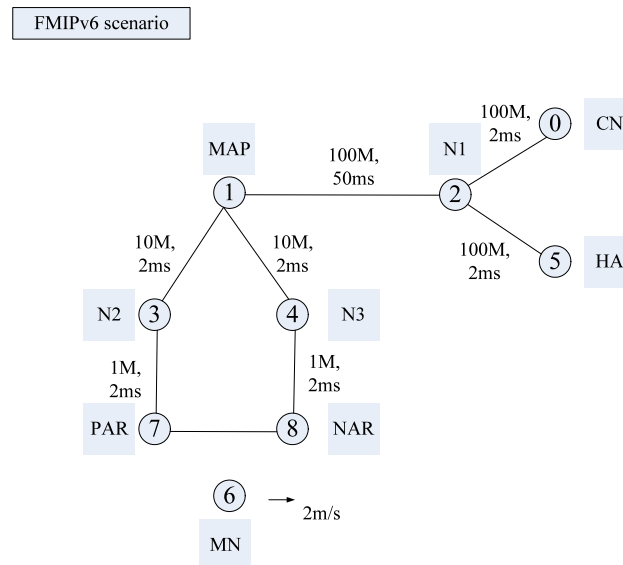 FMIPv6 scenario
100M,
2ms
0
CN
MAP
100M,
50ms
N1
1
2
100M,
2ms
5
HA
10M,
2ms
10M,
2ms
N2
3
4
N3
1M,
2ms
1M,
2ms
PAR
7
8
NAR
6
2m/s
MN